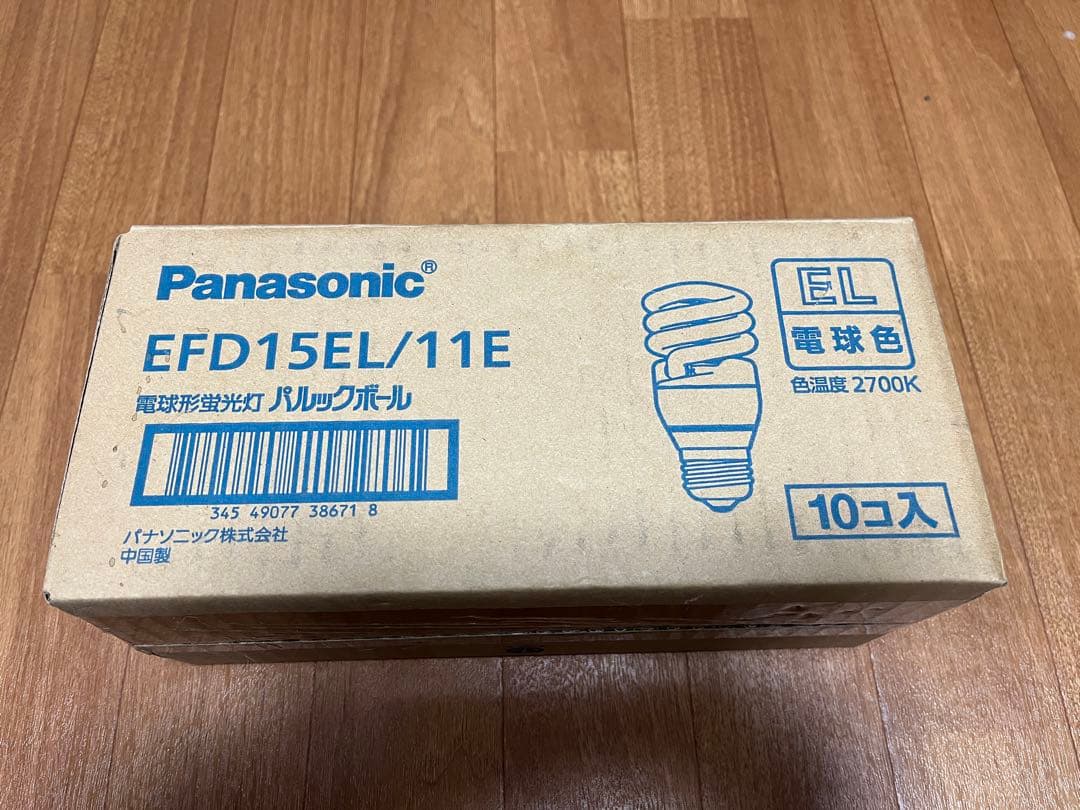 Panasonic®
EFD15EL/11E
電球形蛍光灯 パルックボール
345 49077 38671 8
パナソニック株式会社
中国製
EL
電球色
色温度 2700K
10コ入